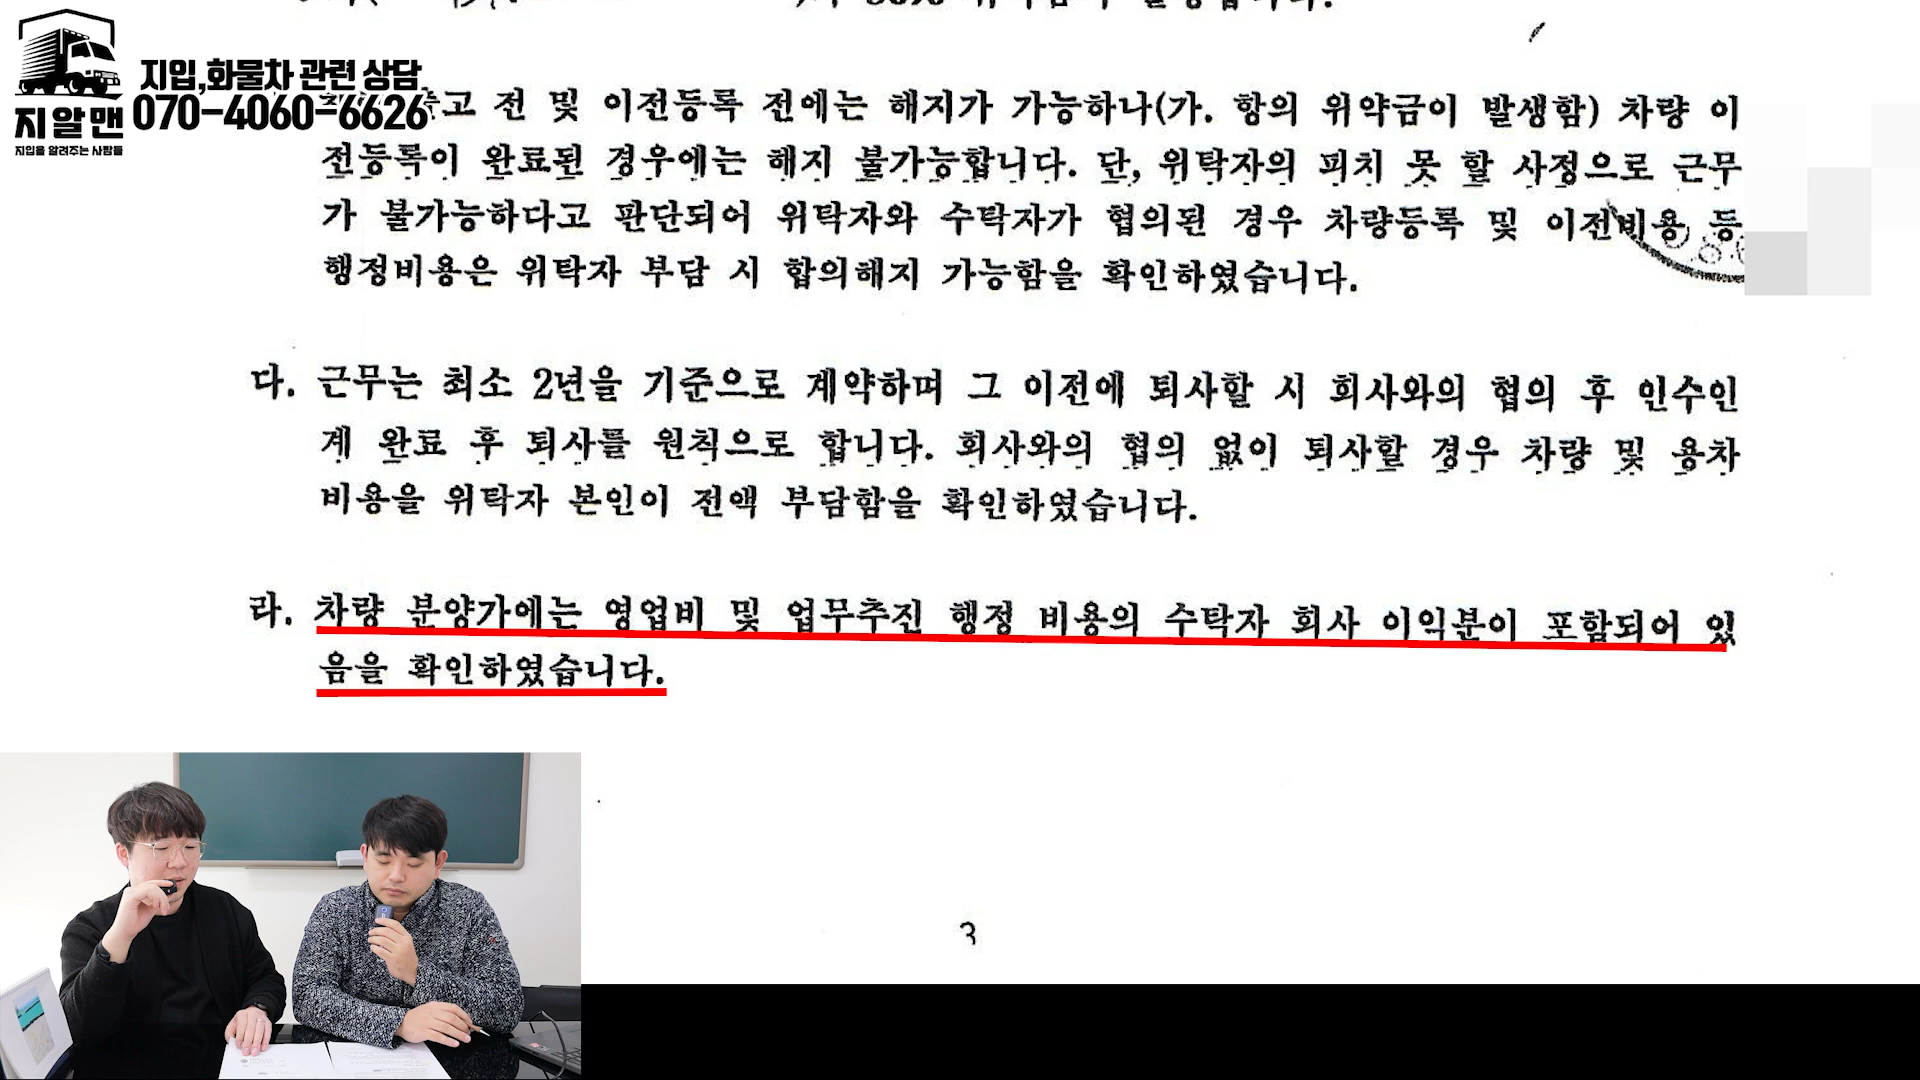 지입,화물차 관련 상담
070-4060-6626
지알맨
지입을 알려주는 사람들
고 전 및 이전등록 전에는 해지가 가능하나(가. 항의 위약금이 발생함) 차량 이
전등록이 완료된 경우에는 해지 불가능합니다. 단, 위탁자의 피치 못 할 사정으로 근무
가 불가능하다고 판단되어 위탁자와 수탁자가 협의된 경우 차량등록 및 이전비용 등
행정비용은 위탁자 부담 시 합의해지 가능함을 확인하였습니다.
다. 근무는 최소 2년을 기준으로 계약하며 그 이전에 퇴사할 시 회사와의 협의 후 인수인
계 완료 후 퇴사를 원칙으로 합니다. 회사와의 협의 없이 퇴사할 경우 차량 및 용차
비용을 위탁자 본인이 전액 부담함을 확인하였습니다.
라. 차량 분양가에는 영업비 및 업무추진 행정 비용의 수탁자 회사 이익분이 포함되어 있
음을 확인하였습니다.
3